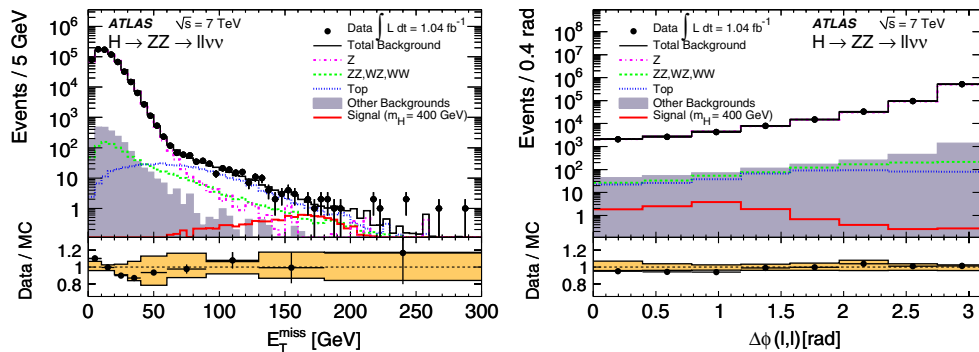 ATLAS √s = 7 TeV
H → ZZ → llνν
Data ∫ L dt = 1.04 fb⁻¹
Total Background
Z
ZZ,WZ,WW
Top
Other Backgrounds
Signal (m_H = 400 GeV)
Events / 5 GeV
10⁶
10⁵
10⁴
10³
10²
10
1
Data / MC
1.2
1
0.8
0 50 100 150 200 250 300
E_T^miss [GeV]
ATLAS √s = 7 TeV
H → ZZ → llνν
Data ∫ L dt = 1.04 fb⁻¹
Total Background
Z
ZZ,WZ,WW
Top
Other Backgrounds
Signal (m_H = 400 GeV)
Events / 0.4 rad
10⁹
10⁸
10⁷
10⁶
10⁵
10⁴
10³
10²
10
1
Data / MC
1.2
1
0.8
0 0.5 1 1.5 2 2.5 3
Δϕ(l,l) [rad]